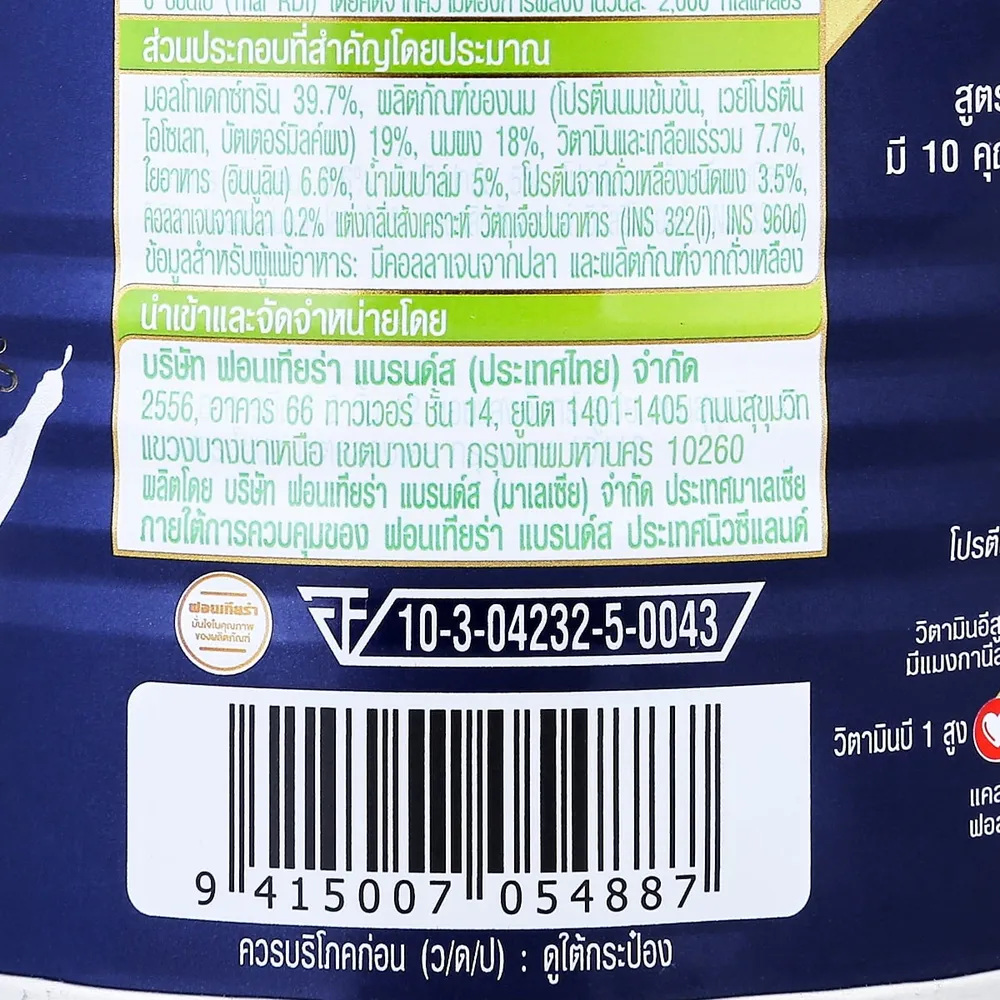 ส่วนประกอบที่สำคัญโดยประมาณ
มอลโทเดกซ์ทริน 39.7%, ผลิตภัณฑ์ของนม (โปรตีนนมเข้มข้น, เวย์โปรตีน
ไอโซเลท, บัตเตอร์มิลค์ผง) 19%, นมผง 18%, วิตามินและเกลือแร่รวม 7.7%,
ใยอาหาร (อินนูลิน) 6.6%, น้ำมันปาล์ม 5%, โปรตีนจากถั่วเหลืองชนิดผง 3.5%,
คอลลาเจนจากปลา 0.2% แต่งกลิ่นสังเคราะห์ วัตถุเจือปนอาหาร (INS 322(i), INS 960d)
ข้อมูลสำหรับผู้แพ้อาหาร: มีคอลลาเจนจากปลา และผลิตภัณฑ์จากถั่วเหลือง
นำเข้าและจัดจำหน่ายโดย
บริษัท ฟอนเทียร่า แบรนด์ส (ประเทศไทย) จำกัด
2556, อาคาร 66 ทาวเวอร์ ชั้น 14, ยูนิต 1401-1405 ถนนสุขุมวิท
แขวงบางนาเหนือ เขตบางนา กรุงเทพมหานคร 10260
ผลิตโดย บริษัท ฟอนเทียร่า แบรนด์ส (มาเลเซีย) จำกัด ประเทศมาเลเซีย
ภายใต้การควบคุมของ ฟอนเทียร่า แบรนด์ส ประเทศนิวซีแลนด์
ฟอนเทียร่า
มั่นใจในคุณภาพ
ของผลิตภัณฑ์
10-3-04232-5-0043
9 415007 054887
ควรบริโภคก่อน (ว/ด/ป) : ดูใต้กระป๋อง
สูตร
มี 10
วิตามินบี 1 สูง